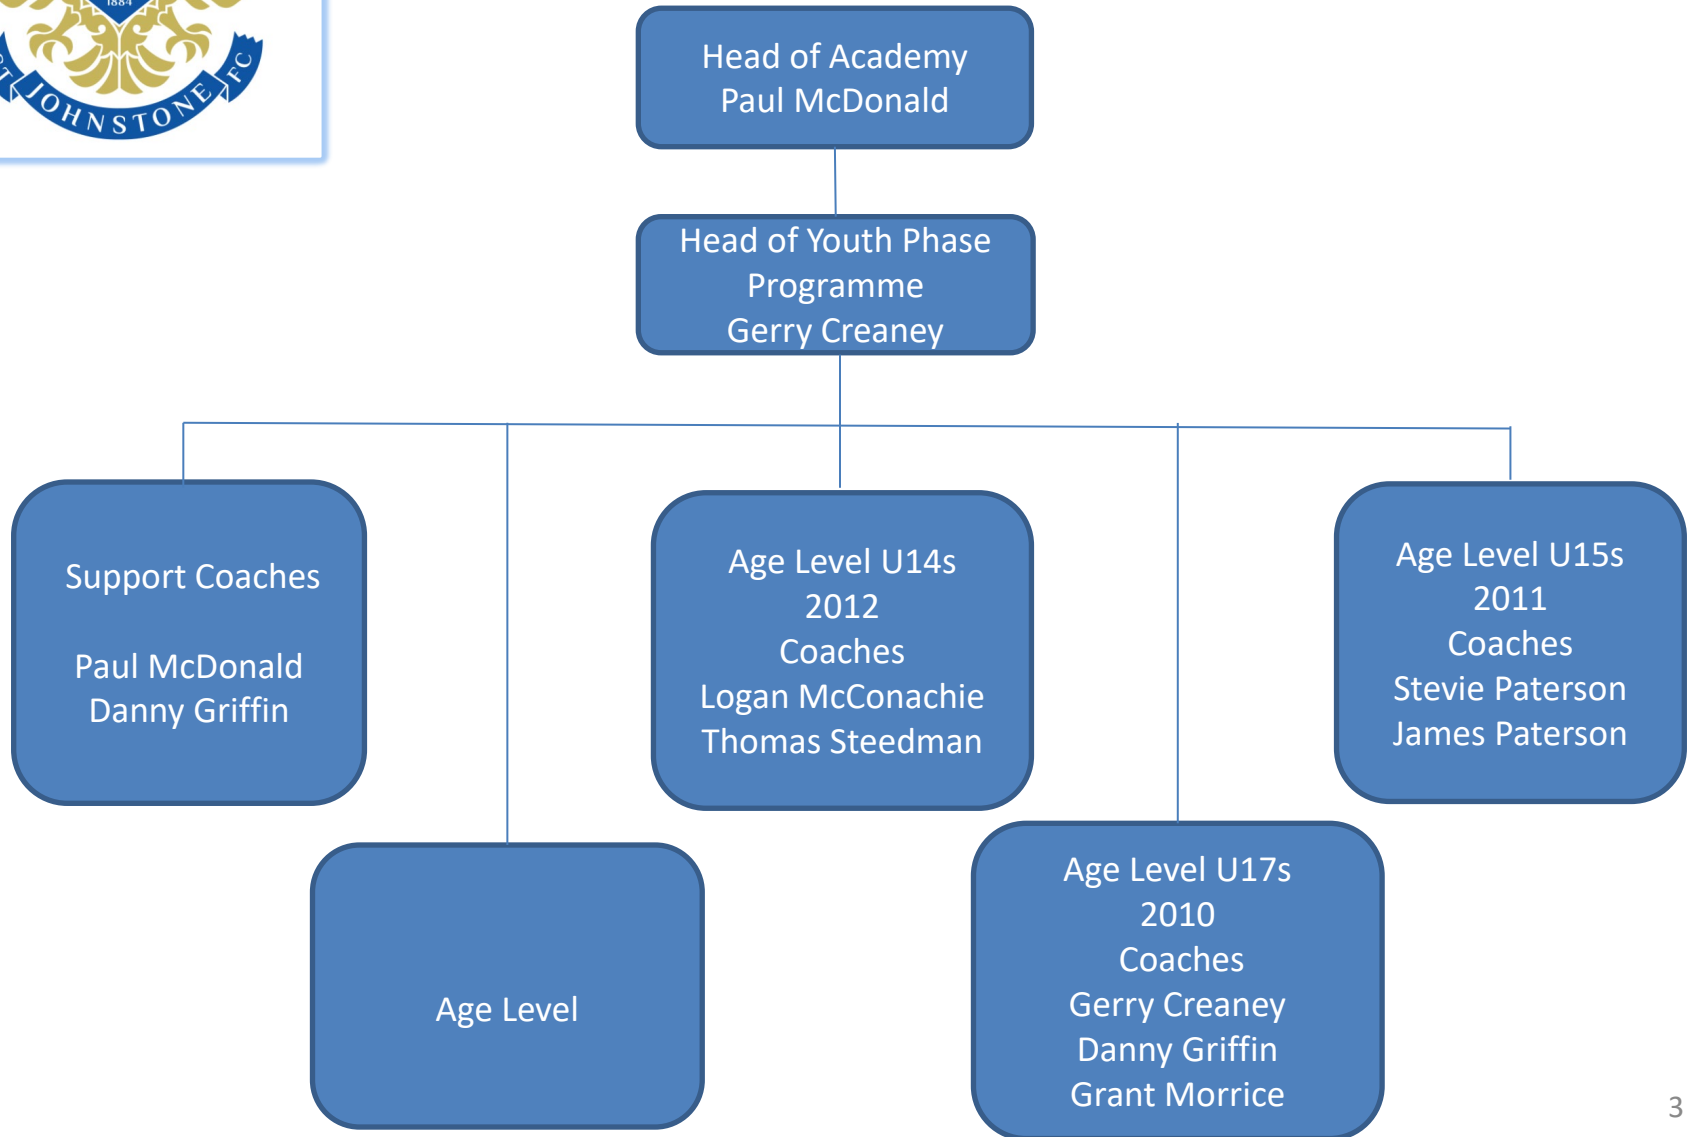 1884
ST JOHNSTONE FC
Head of Academy
Paul McDonald
Head of Youth Phase
Programme
Gerry Creaney
Support Coaches
Paul McDonald
Danny Griffin
Age Level U14s
2012
Coaches
Logan McConachie
Thomas Steedman
Age Level U15s
2011
Coaches
Stevie Paterson
James Paterson
Age Level
Age Level U17s
2010
Coaches
Gerry Creaney
Danny Griffin
Grant Morrice
3